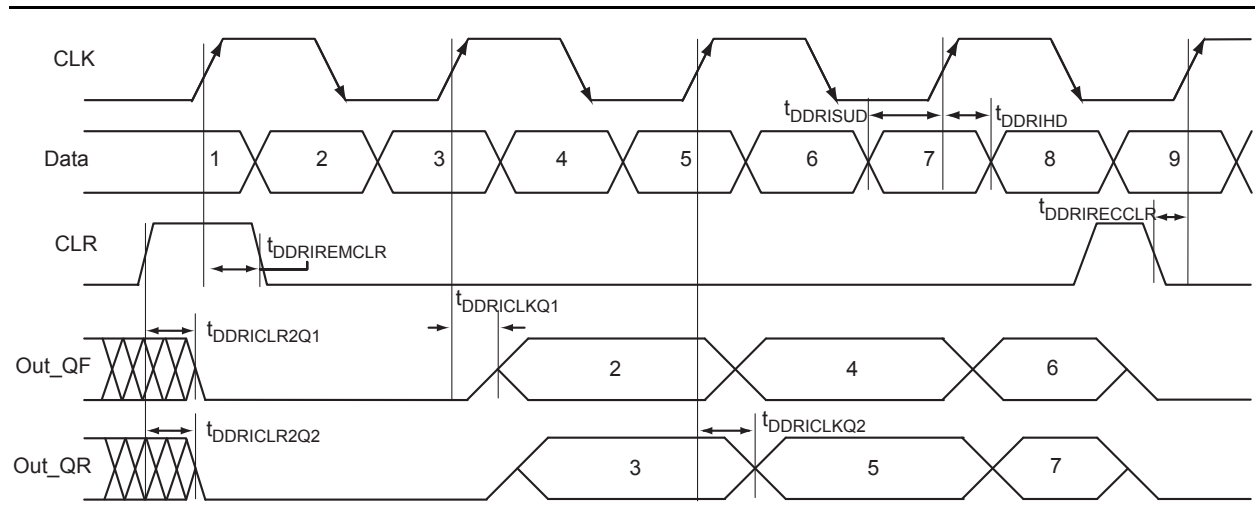 CLK
tDDRISUD
tDDRIHD
Data 1 2 3 4 5 6 7 8 9
tDDRIRECCLR
CLR
tDDRIREMCLR
tDDRICLKQ1
tDDRICLR2Q1
Out_QF 2 4 6
tDDRICLKQ2
tDDRICLR2Q2
Out_QR 3 5 7